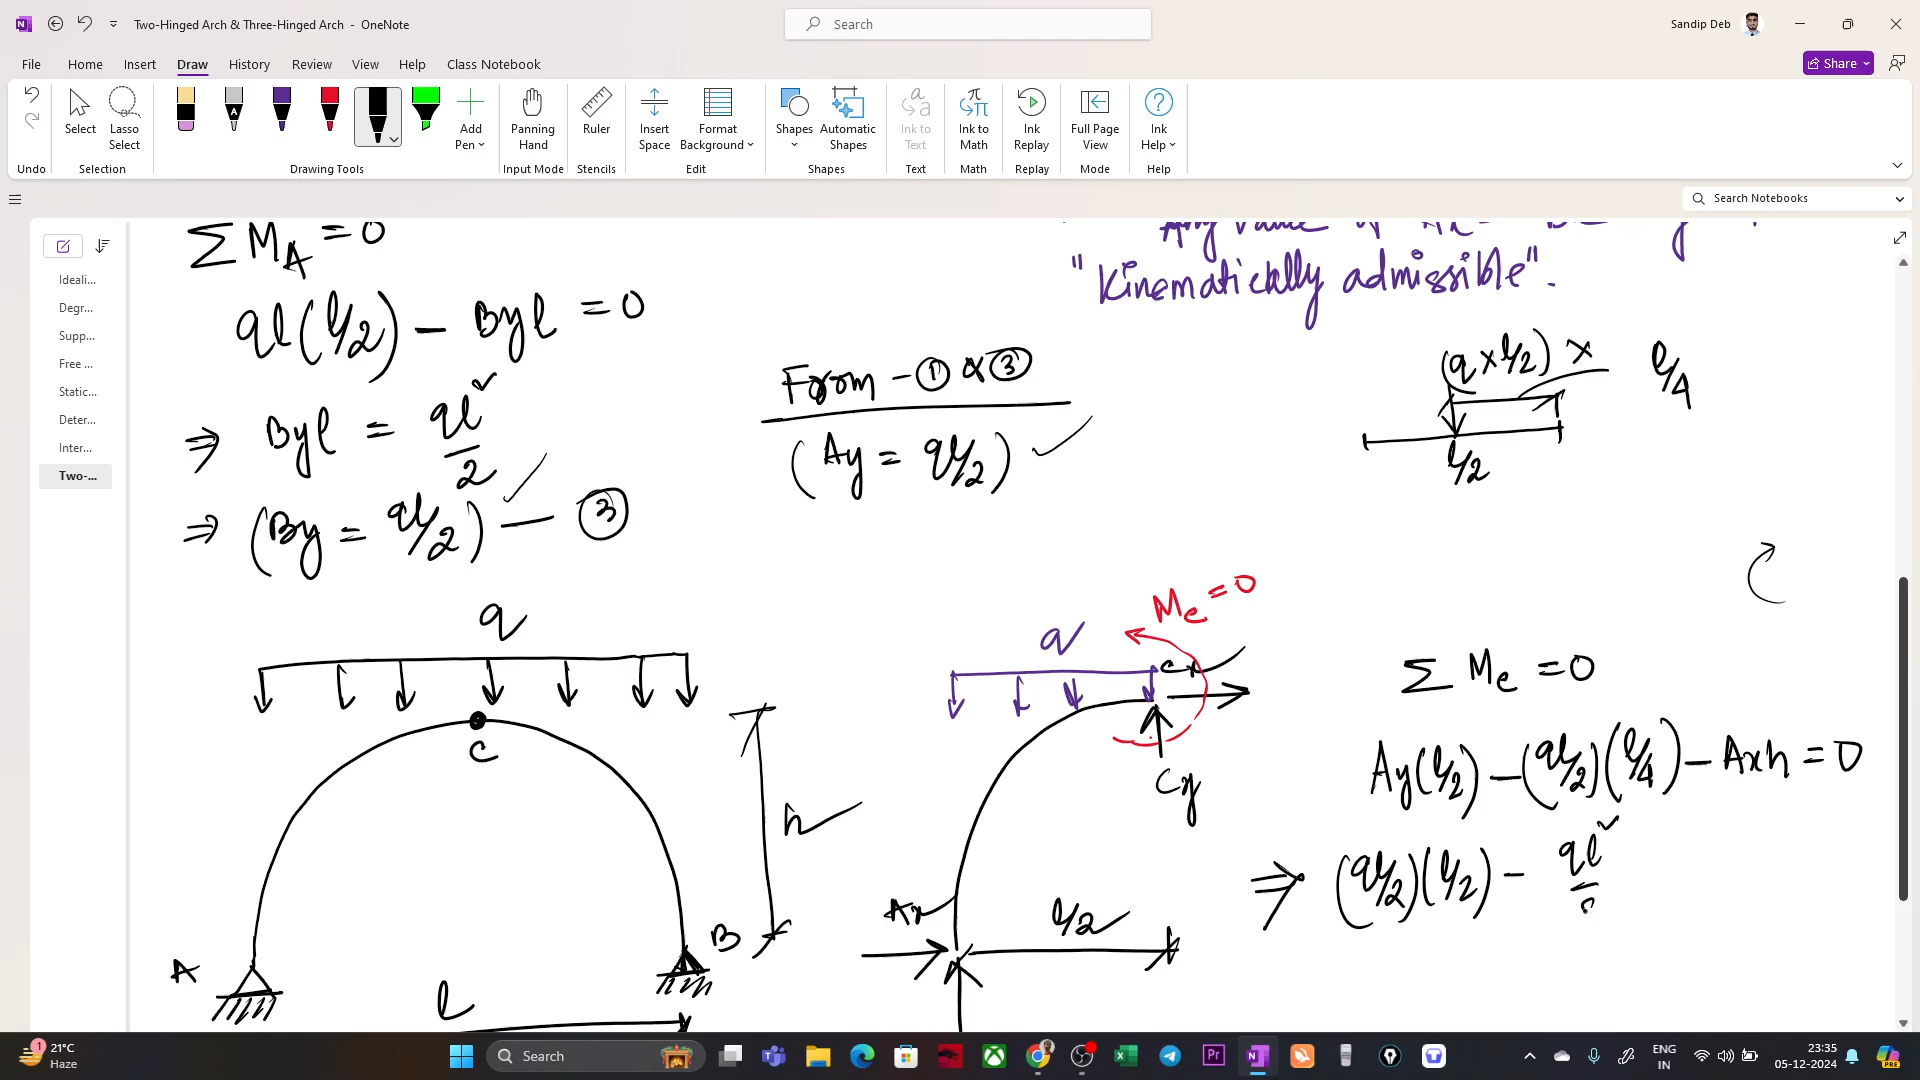 Two-Hinged Arch & Three-Hinged Arch - OneNote
Search
Sandip Deb
File Home Insert Draw History Review View Help Class Notebook
Share
Undo
Select
Lasso Select
Add Pen
Panning Hand
Ruler
Insert Space
Format Background
Shapes
Automatic Shapes
Ink to Text
Ink to Math
Ink Replay
Full Page View
Ink Help
Undo Selection Drawing Tools Input Mode Stencils Edit Shapes Text Math Replay Mode Help
Search Notebooks
Ideali...
Degr...
Supp...
Free ...
Static...
Deter...
Inter...
Two-...
ΣM_A = 0
Any value of
"Kinematically admissible".
ql(l/2) - Byl = 0
(q x l/2) x l/4
From - ① & ③
⇒ Byl = ql²/2
(Ay = ql/2) ✓
l/2
⇒ (By = ql/2) — ③
q
q
Mc = 0
Cx
ΣMc = 0
C
Cy
h
Ay(l/2) - (ql/2)(l/4) - Axh = 0
⇒ (ql/2)(l/2) - ql²
Ax
l/2
A
B
l
21°C
Haze
Search
ENG
IN
23:35
05-12-2024